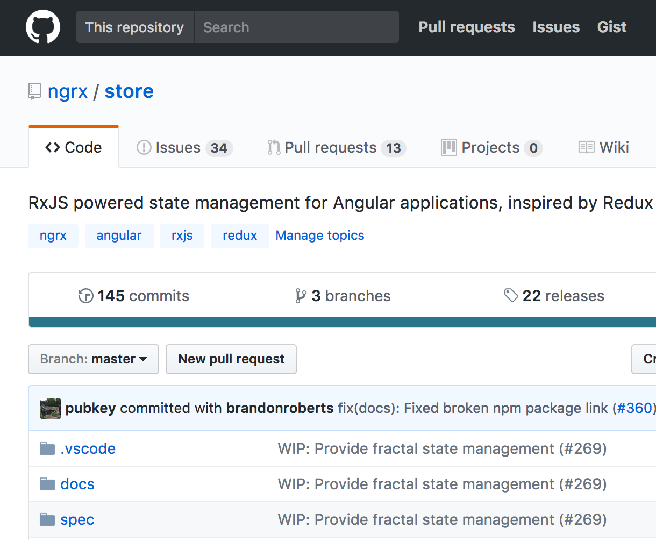 This repository Search Pull requests Issues Gist
ngrx / store
Code Issues 34 Pull requests 13 Projects 0 Wiki
RxJS powered state management for Angular applications, inspired by Redux
ngrx angular rxjs redux Manage topics
145 commits 3 branches 22 releases
Branch: master New pull request
pubkey committed with brandonroberts fix(docs): Fixed broken npm package link (#360)
.vscode WIP: Provide fractal state management (#269)
docs WIP: Provide fractal state management (#269)
spec WIP: Provide fractal state management (#269)